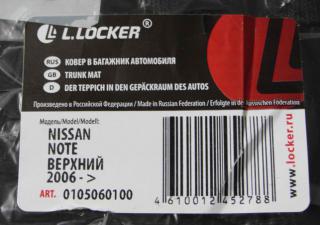 L.LOCKER®
RUS КОВЕР В БАГАЖНИК АВТОМОБИЛЯ
GB TRUNK MAT
D DER TEPPICH IN DEN GEPÄCKRAUM DES AUTOS
Произведено в Российской Федерации / Made in Russian Federation / Erfolgte in der Russischen Föderation
Модель/Model/Modell:
NISSAN
NOTE
ВЕРХНИЙ
2006 - >
ART. 0105060100
4610012452788
www.locker.ru